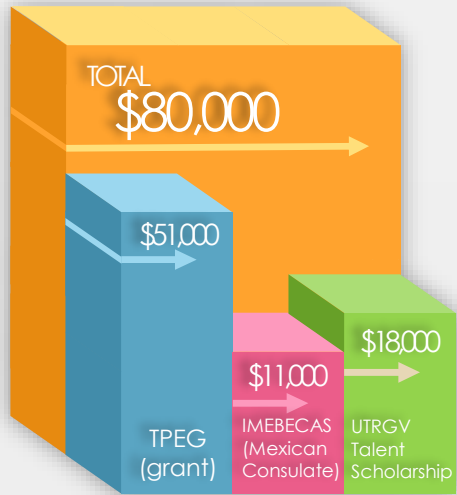 TOTAL
$80,000
$51,000
$18,000
$11,000
TPEG
(grant)
IMEBECAS
(Mexican
Consulate)
UTRGV
Talent
Scholarship